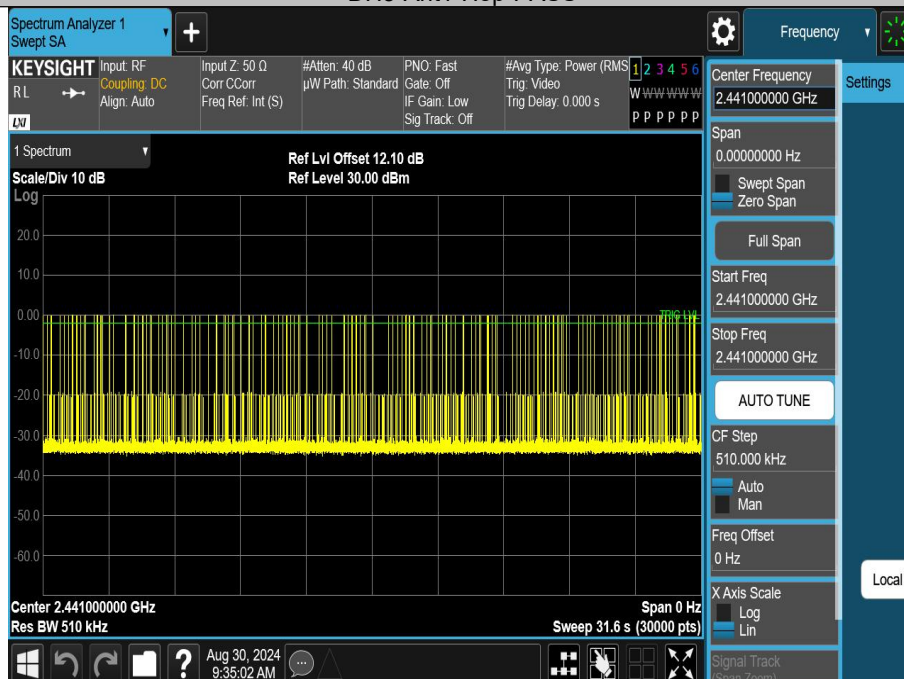 Spectrum Analyzer 1
Swept SA
+
Frequency
KEYSIGHT
R L
LXI
Input: RF
Coupling: DC
Align: Auto
Input Z: 50 Ω
Corr CCorr
Freq Ref: Int (S)
#Atten: 40 dB
µW Path: Standard
PNO: Fast
Gate: Off
IF Gain: Low
Sig Track: Off
#Avg Type: Power (RMS
Trig: Video
Trig Delay: 0.000 s
1 2 3 4 5 6
W W W W W W
P P P P P P
1 Spectrum
Scale/Div 10 dB
Ref Lvl Offset 12.10 dB
Ref Level 30.00 dBm
Log
20.0
10.0
0.00
TRIG LVL
-10.0
-20.0
-30.0
-40.0
-50.0
-60.0
Center 2.441000000 GHz
Res BW 510 kHz
Span 0 Hz
Sweep 31.6 s (30000 pts)
Center Frequency
2.441000000 GHz
Span
0.00000000 Hz
Swept Span
Zero Span
Full Span
Start Freq
2.441000000 GHz
Stop Freq
2.441000000 GHz
AUTO TUNE
CF Step
510.000 kHz
Auto
Man
Freq Offset
0 Hz
X Axis Scale
Log
Lin
Signal Track
(Span Zoom)
Settings
Local
?
Aug 30, 2024
9:35:02 AM